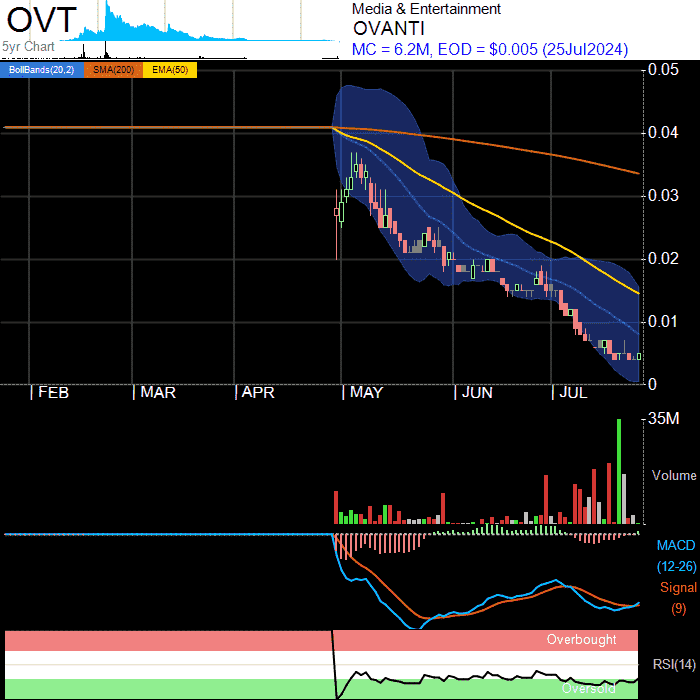 OVT
5yr Chart
Media & Entertainment
OVANTI
MC = 6.2M, EOD = $0.005 (25Jul2024)
BollBands(20,2) SMA(200) EMA(50)
0.05
0.04
0.03
0.02
0.01
0
| FEB | MAR | APR | MAY | JUN | JUL
35M
Volume
MACD
(12-26)
Signal
(9)
Overbought
RSI(14)
Oversold